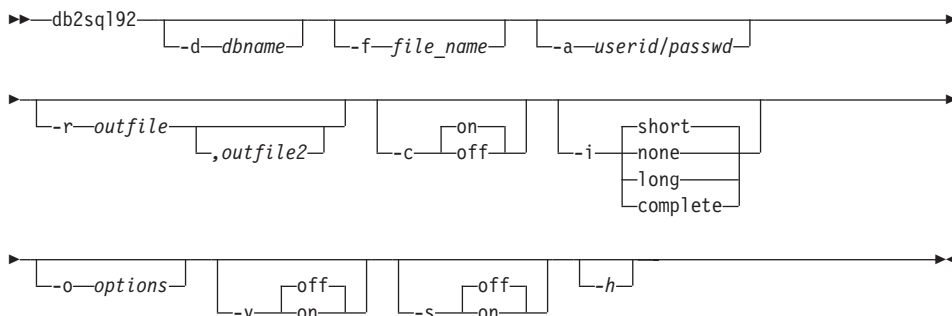 db2sql92
-d dbname
-f file_name
-a userid/passwd
-r outfile
,outfile2
-c
on
off
-i
short
none
long
complete
-o options
-v
off
on
-s
off
on
-h